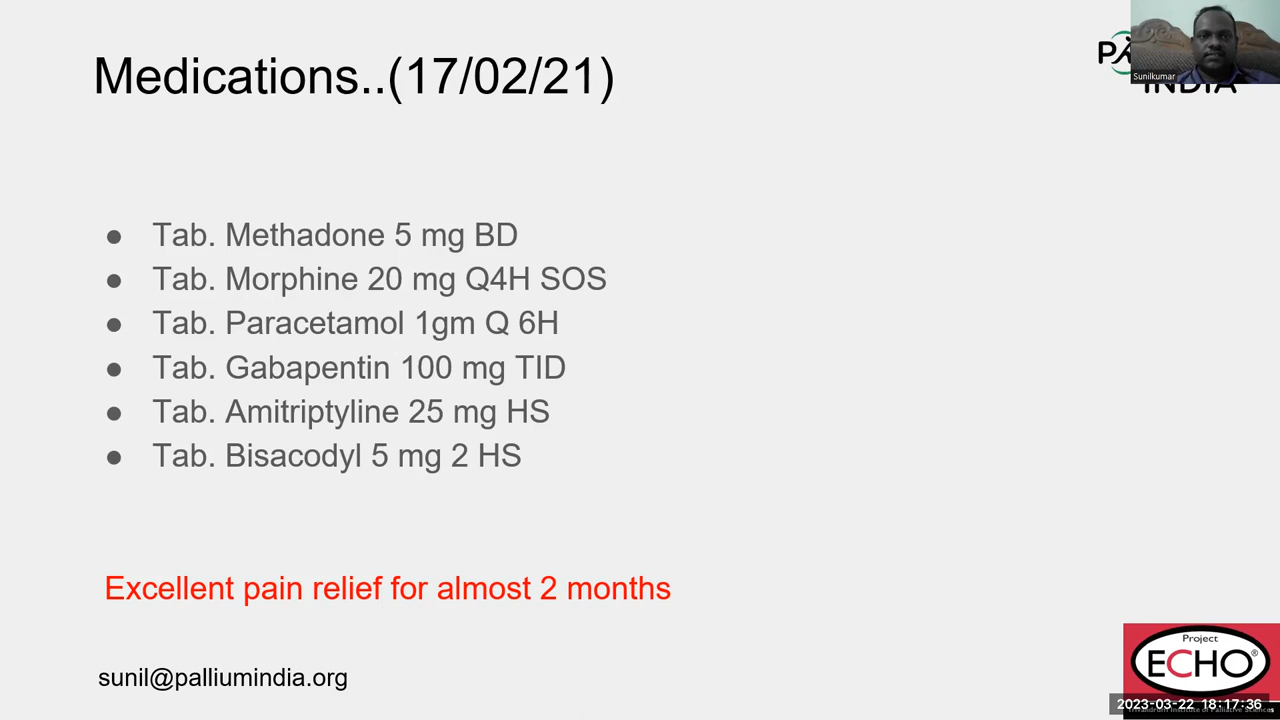 Medications..(17/02/21)
Sunilkumar
INDIA
● Tab. Methadone 5 mg BD
● Tab. Morphine 20 mg Q4H SOS
● Tab. Paracetamol 1gm Q 6H
● Tab. Gabapentin 100 mg TID
● Tab. Amitriptyline 25 mg HS
● Tab. Bisacodyl 5 mg 2 HS
Excellent pain relief for almost 2 months
sunil@palliumindia.org
Project
ECHO®
2023-03-22 18:17:36